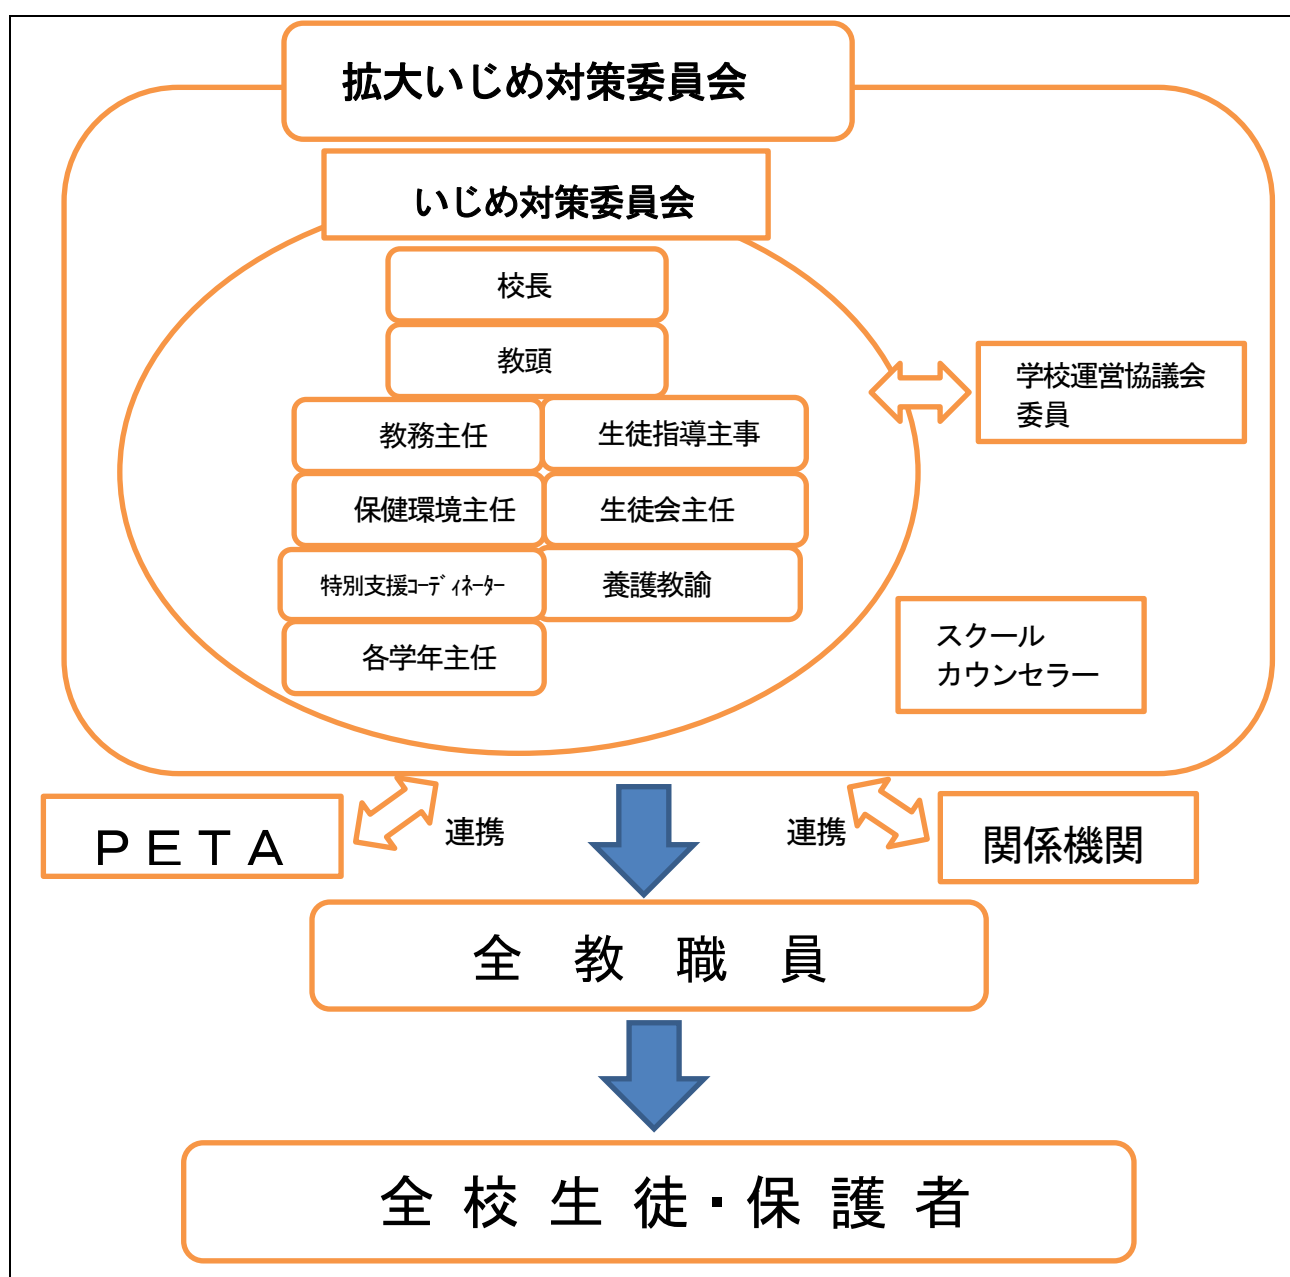 拡大いじめ対策委員会
いじめ対策委員会
校長
教頭
教務主任
生徒指導主事
保健環境主任
生徒会主任
特別支援ｺｰﾃﾞｨﾈｰﾀｰ
養護教諭
各学年主任
学校運営協議会
委員
スクール
カウンセラー
ＰＥＴＡ
連携
連携
関係機関
全教職員
全校生徒・保護者